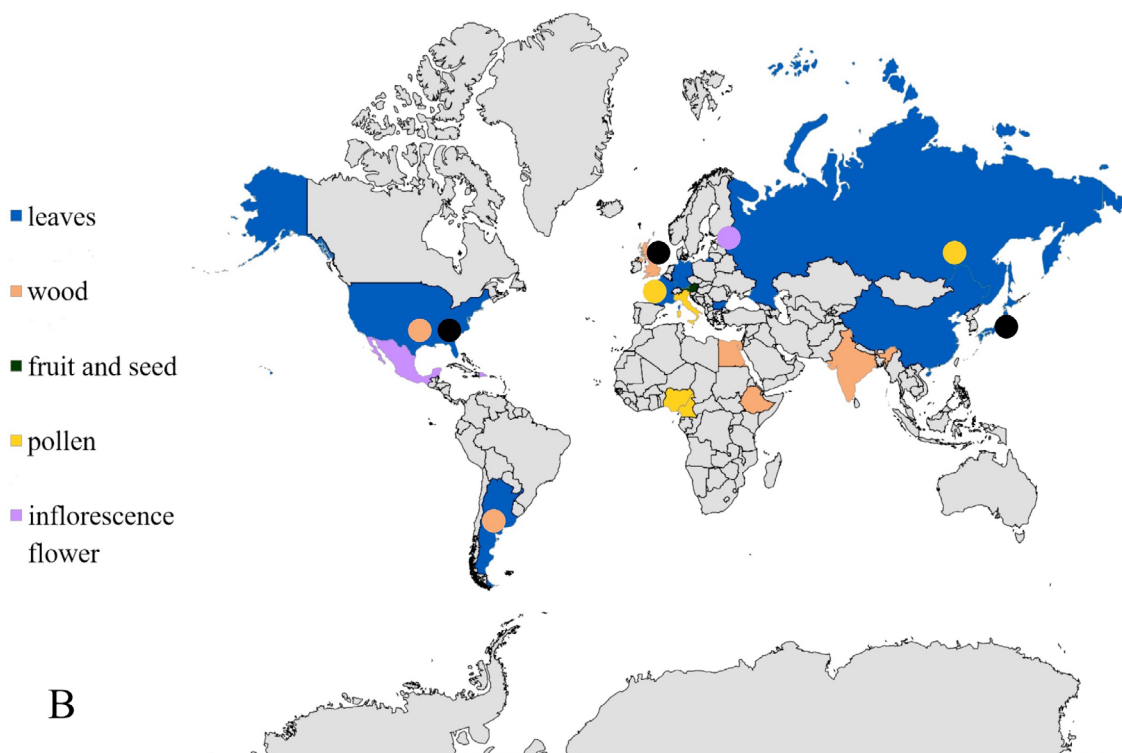 leaves
wood
fruit and seed
pollen
inflorescence
flower
B